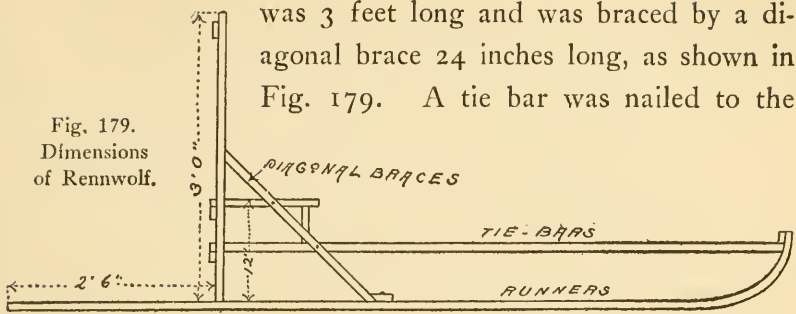 was 3 feet long and was braced by a di-
agonal brace 24 inches long, as shown in
Fig. 179. A tie bar was nailed to the
Fig. 179.
Dimensions
of Rennwolf.
3' 0"
DIAGONAL BRACES
12"
TIE-BARS
2' 6"
RUNNERS